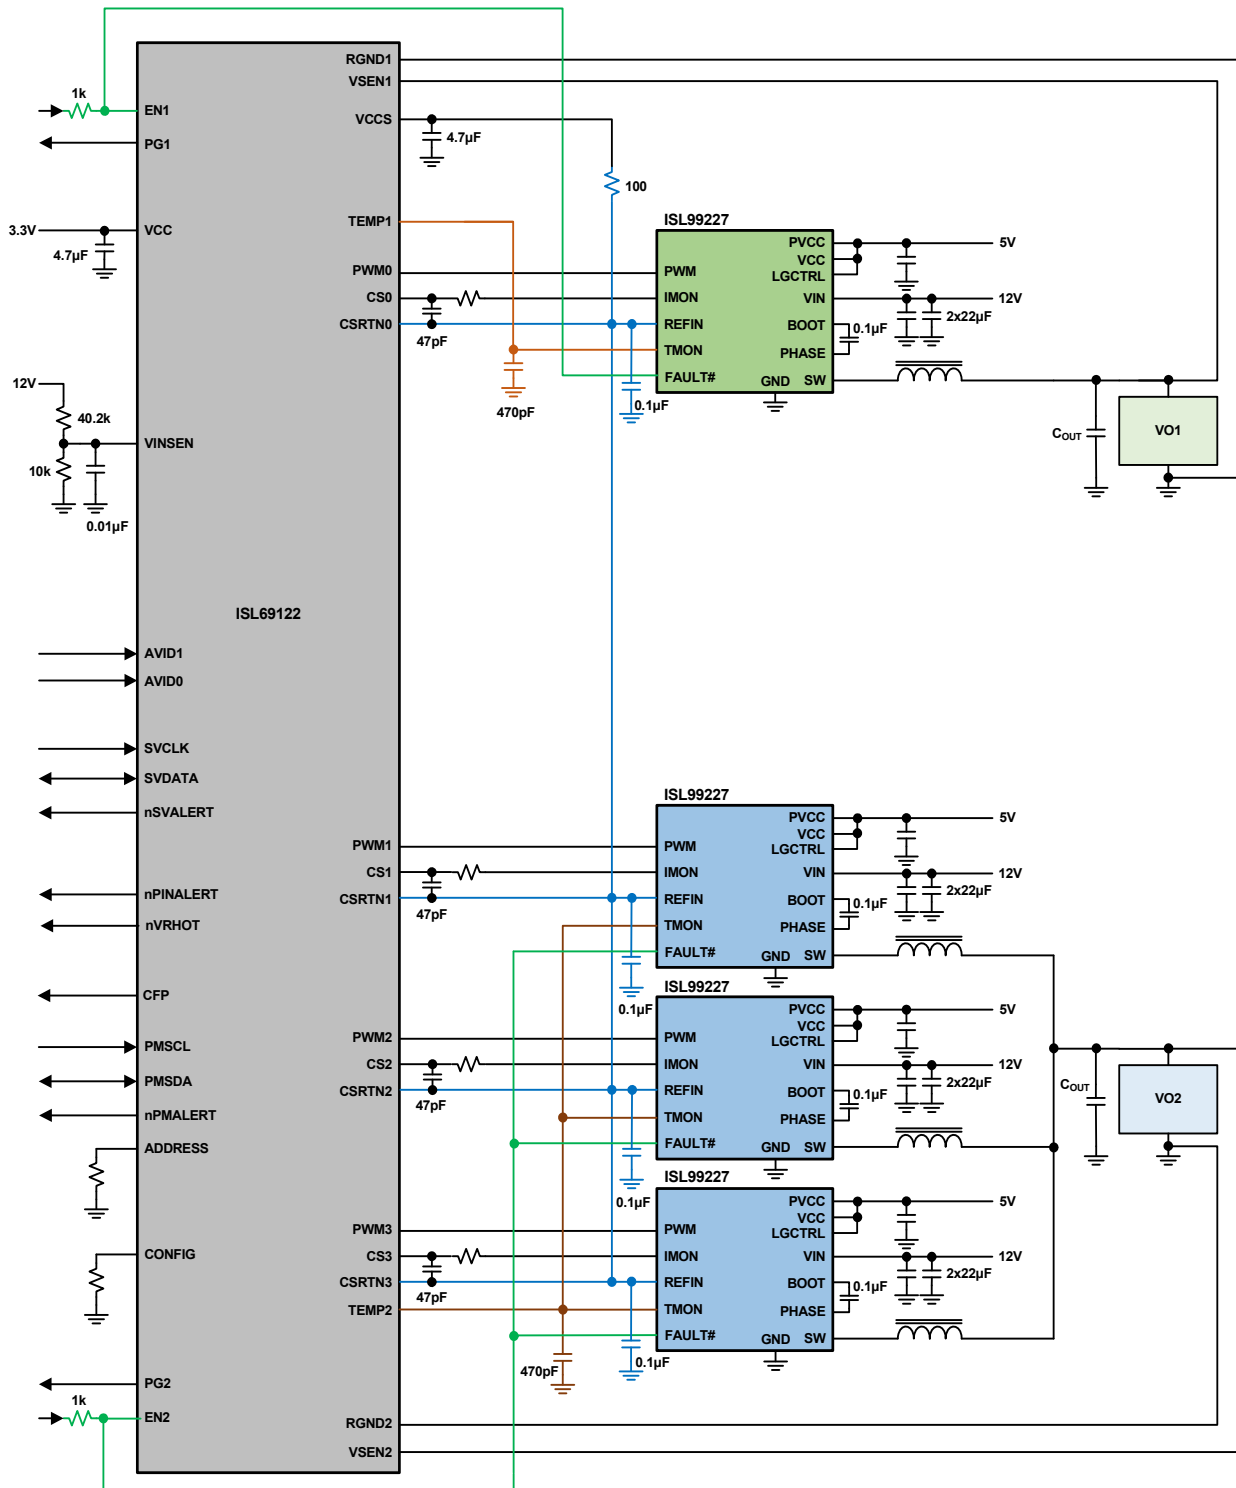 RGND1
VSEN1
1k
EN1
VCCS
4.7µF
PG1
100
TEMP1
ISL99227
3.3V
VCC
4.7µF
PVCC
5V
VCC
LGCTRL
PWM0
PWM
CS0
IMON
VIN
12V
2x22µF
CSRTN0
47pF
REFIN
BOOT
0.1µF
TMON
PHASE
FAULT#
GND
SW
12V
470pF
0.1µF
40.2k
COUT
VO1
VINSEN
10k
0.01µF
ISL69122
AVID1
AVID0
SVCLK
SVDATA
ISL99227
nSVALERT
PVCC
5V
VCC
LGCTRL
PWM1
PWM
CS1
IMON
VIN
12V
2x22µF
nPINALERT
CSRTN1
47pF
REFIN
BOOT
0.1µF
nVRHOT
TMON
PHASE
FAULT#
GND
SW
CFP
ISL99227
0.1µF
PVCC
5V
VCC
LGCTRL
PWM2
PWM
PMSCL
CS2
IMON
VIN
12V
2x22µF
PMSDA
CSRTN2
47pF
REFIN
BOOT
0.1µF
COUT
VO2
nPMALERT
TMON
PHASE
ADDRESS
FAULT#
GND
SW
ISL99227
0.1µF
PVCC
5V
VCC
LGCTRL
PWM3
PWM
CONFIG
CS3
IMON
VIN
12V
2x22µF
CSRTN3
47pF
REFIN
BOOT
0.1µF
TEMP2
TMON
PHASE
FAULT#
GND
SW
470pF
0.1µF
PG2
1k
EN2
RGND2
VSEN2